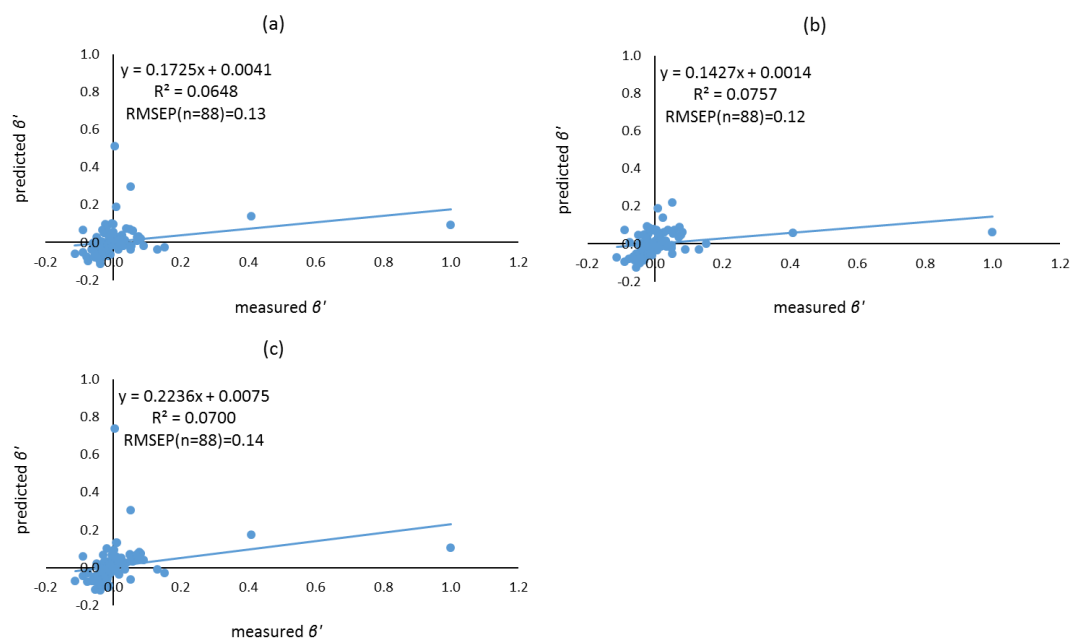 (a)
1.0
y = 0.1725x + 0.0041
0.8
R² = 0.0648
RMSEP(n=88)=0.13
0.6
0.4
0.2
0.0
-0.2
-0.2 0.0 0.2 0.4 0.6 0.8 1.0 1.2
predicted β'
measured β'
(b)
1.0
y = 0.1427x + 0.0014
0.8
R² = 0.0757
RMSEP(n=88)=0.12
0.6
0.4
0.2
0.0
-0.2
-0.2 0.0 0.2 0.4 0.6 0.8 1.0 1.2
predicted β'
measured β'
(c)
1.0
y = 0.2236x + 0.0075
0.8
R² = 0.0700
RMSEP(n=88)=0.14
0.6
0.4
0.2
0.0
-0.2
-0.2 0.0 0.2 0.4 0.6 0.8 1.0 1.2
predicted β'
measured β'